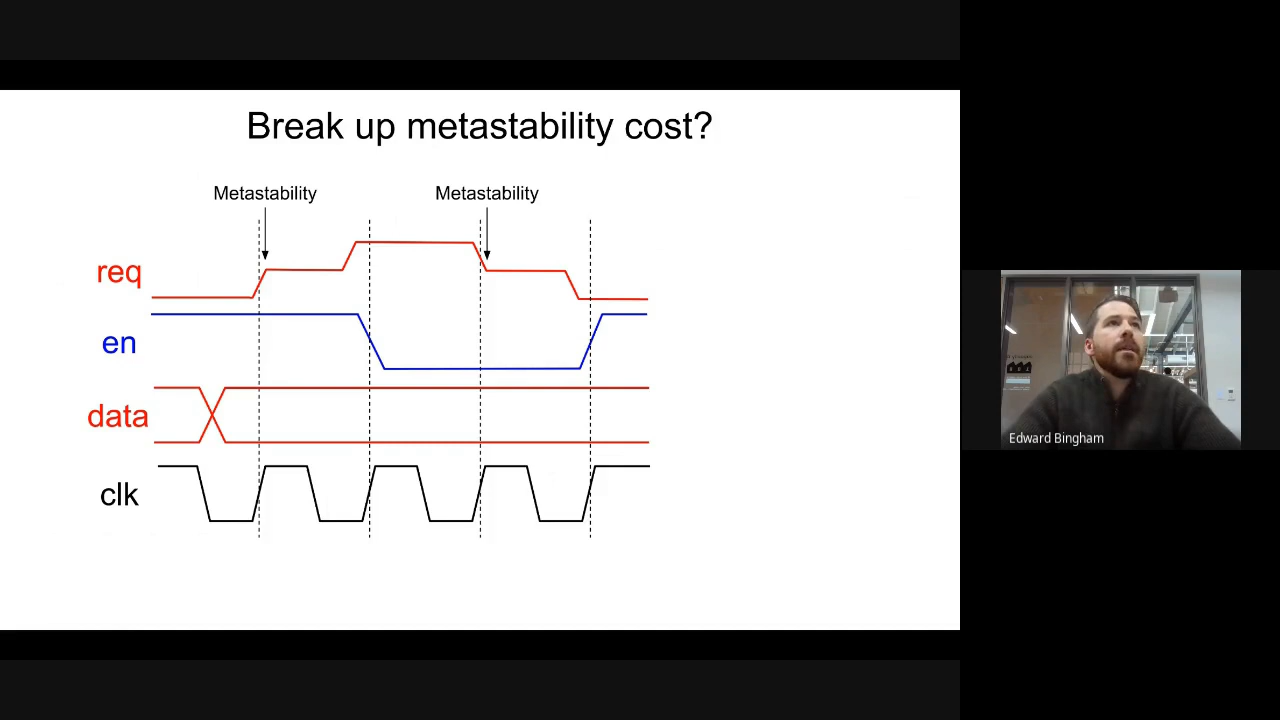 Break up metastability cost?
Metastability
Metastability
req
en
data
clk
Edward Bingham